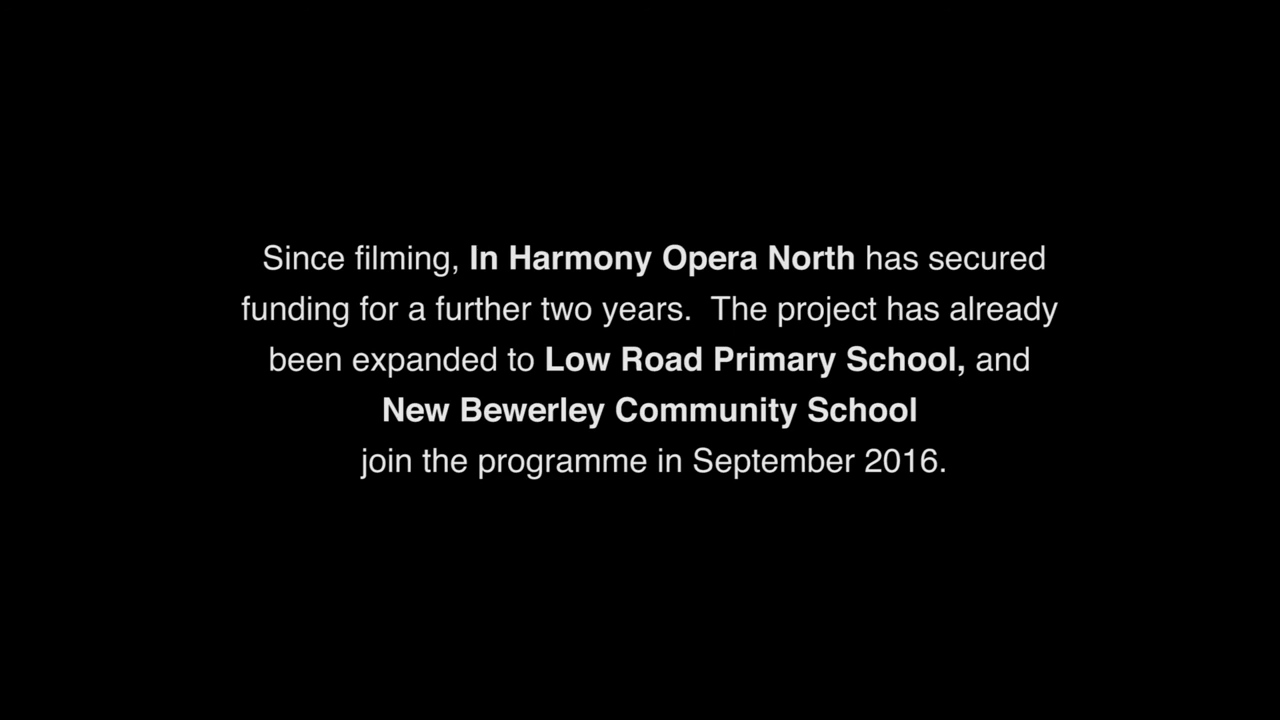 Since filming, In Harmony Opera North has secured
funding for a further two years.  The project has already
been expanded to Low Road Primary School, and
New Bewerley Community School
join the programme in September 2016.